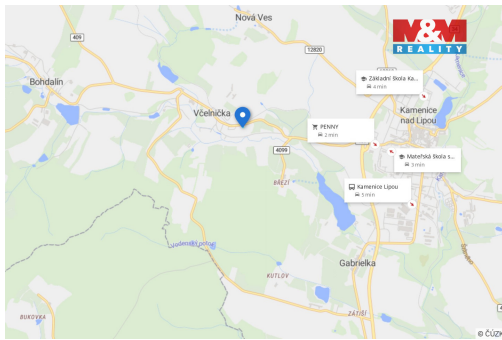 Nová Ves
409
12820
M&M
REALITY
Bohdalín
Základní škola Ka...
4 min
Včelnička
Kamenice
nad Lipou
PENNY
2 min
4099
Mateřská škola s...
3 min
BŘEZÍ
Kamenice Lipou
5 min
Vodenský potok
Gabrielka
KUTLOV
BUKOVKA
ZÁTIŠÍ
© ČÚZK